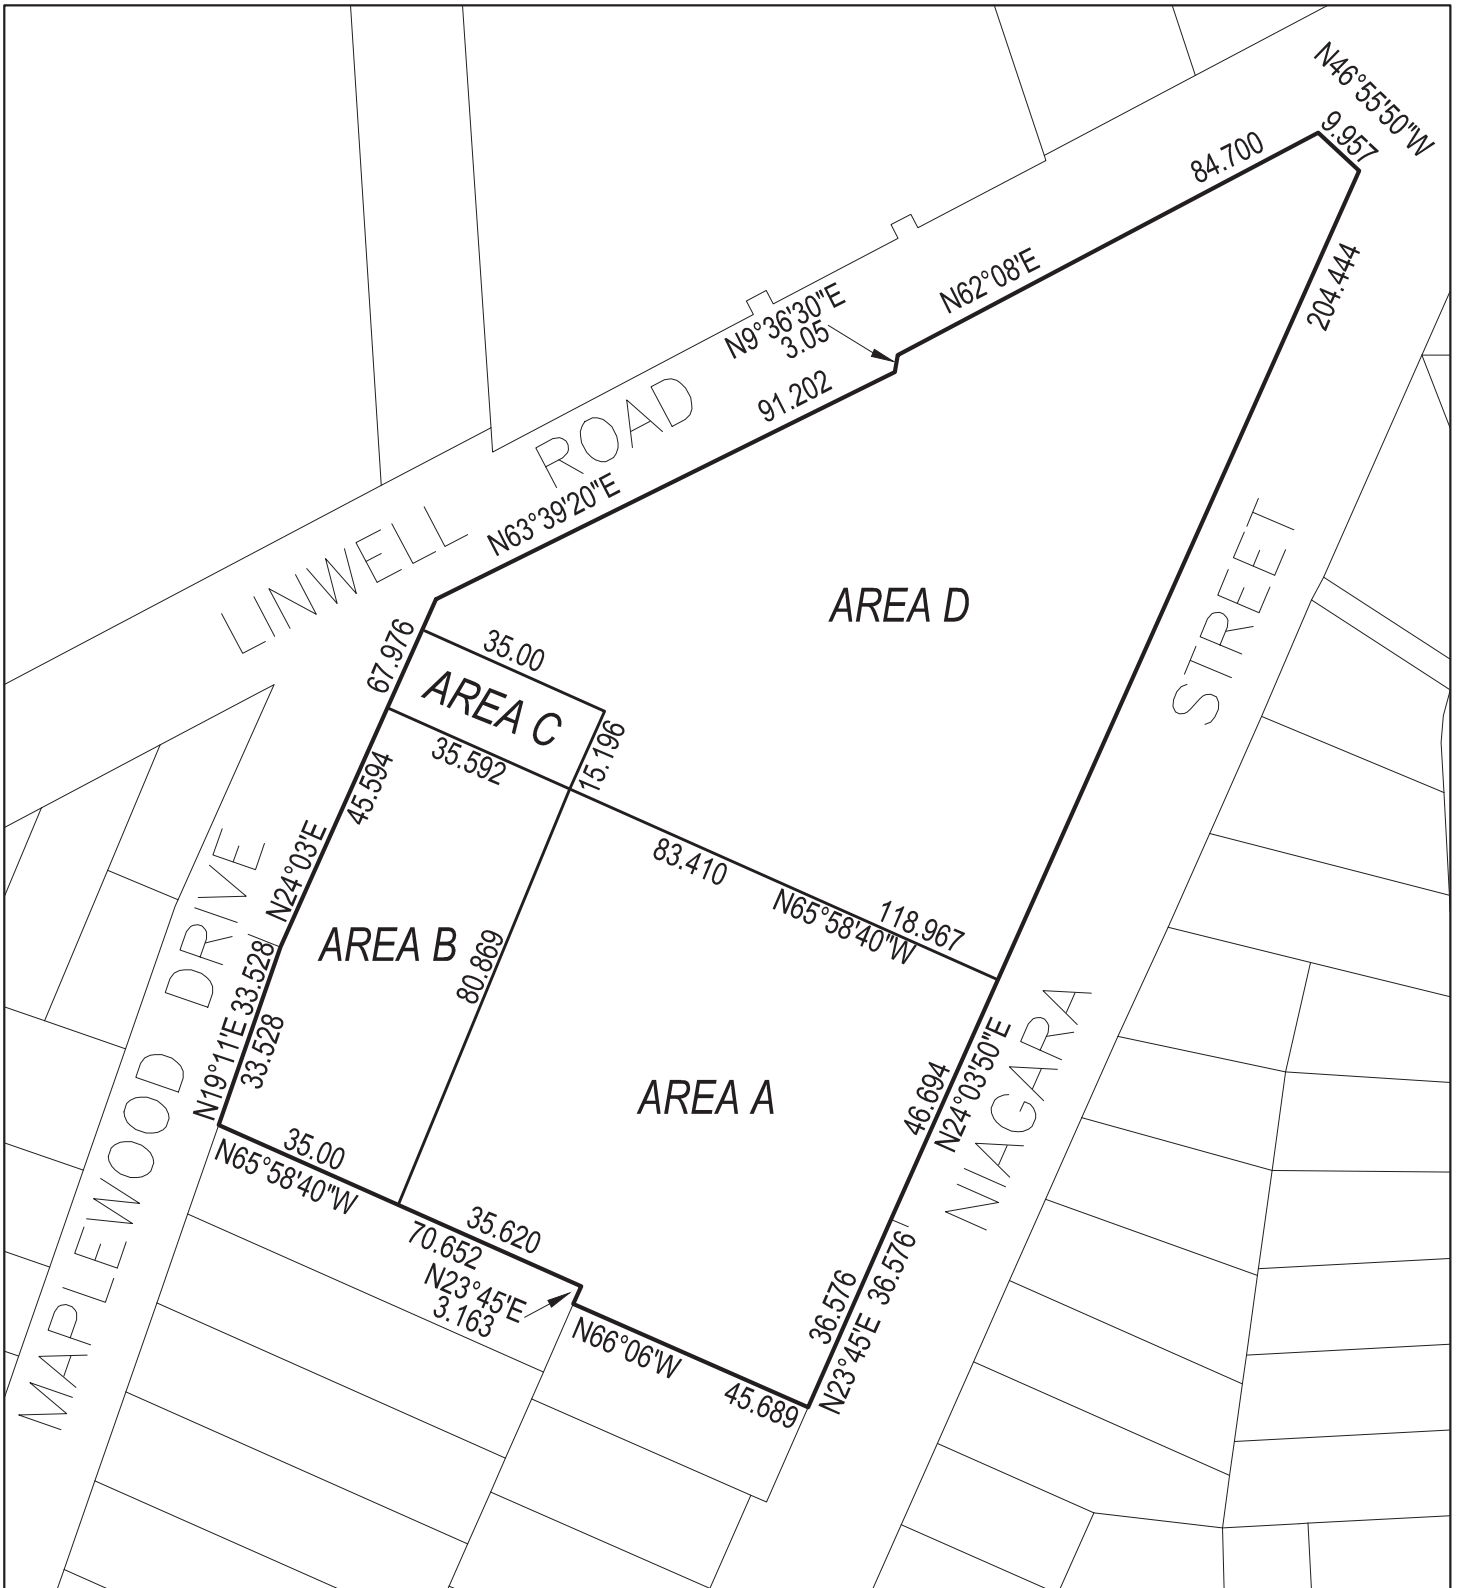 N46°55'50"W
9.957
84.700
N62°08'E
204.444
N9°36'30"E
3.05
91.202
N63°39'20"E
LINWELL ROAD
AREA D
STREET
67.976
35.00
AREA C
35.592
15.196
45.594
83.410
118.967
N65°58'40"W
N24°03'E
AREA B
80.869
N19°11'E 33.528
33.528
AREA A
46.694
N24°03'50"E
NIAGARA
MAPLEWOOD DRIVE
35.00
N65°58'40"W
35.620
70.652
N23°45'E
3.163
N66°06'W
45.689
36.576
N23°45'E 36.576